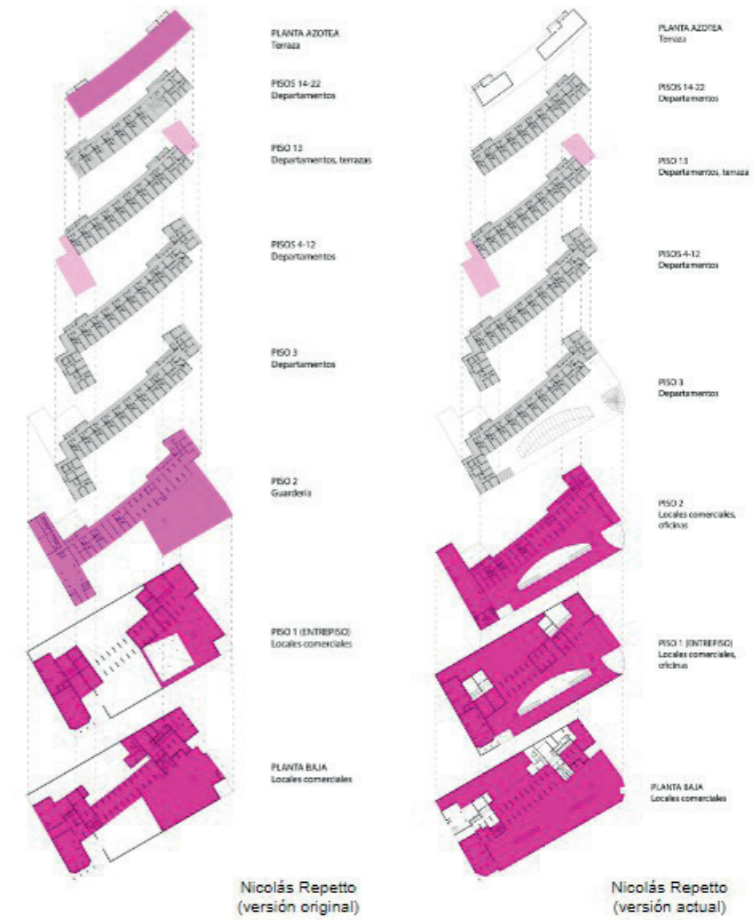 PLANTA AZOTEA
Terraza
PISOS 14-22
Departamentos
PISO 13
Departamentos, terrazas
PISOS 4-12
Departamentos
PISO 3
Departamentos
PISO 2
Guardería
PISO 1 (ENTREPISO)
Locales comerciales
PLANTA BAJA
Locales comerciales
Nicolás Repetto
(versión original)
PLANTA AZOTEA
Terraza
PISOS 14-22
Departamentos
PISO 13
Departamentos, terraza
PISOS 4-12
Departamentos
PISO 3
Departamentos
PISO 2
Locales comerciales,
oficinas
PISO 1 (ENTREPISO)
Locales comerciales,
oficinas
PLANTA BAJA
Locales comerciales
Nicolás Repetto
(versión actual)